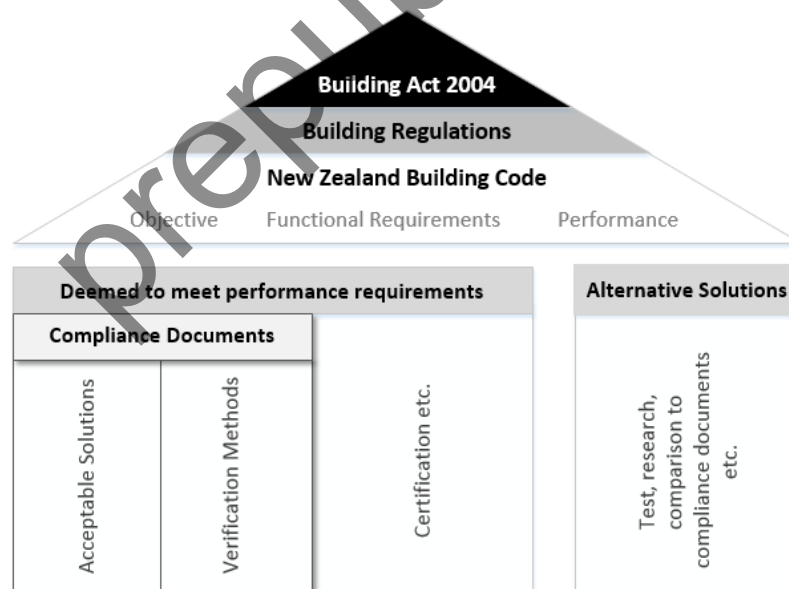 Building Act 2004
Building Regulations
New Zealand Building Code
Objective Functional Requirements Performance
Deemed to meet performance requirements
Alternative Solutions
Compliance Documents
Acceptable Solutions
Verification Methods
Certification etc.
Test, research,
comparison to
compliance documents
etc.